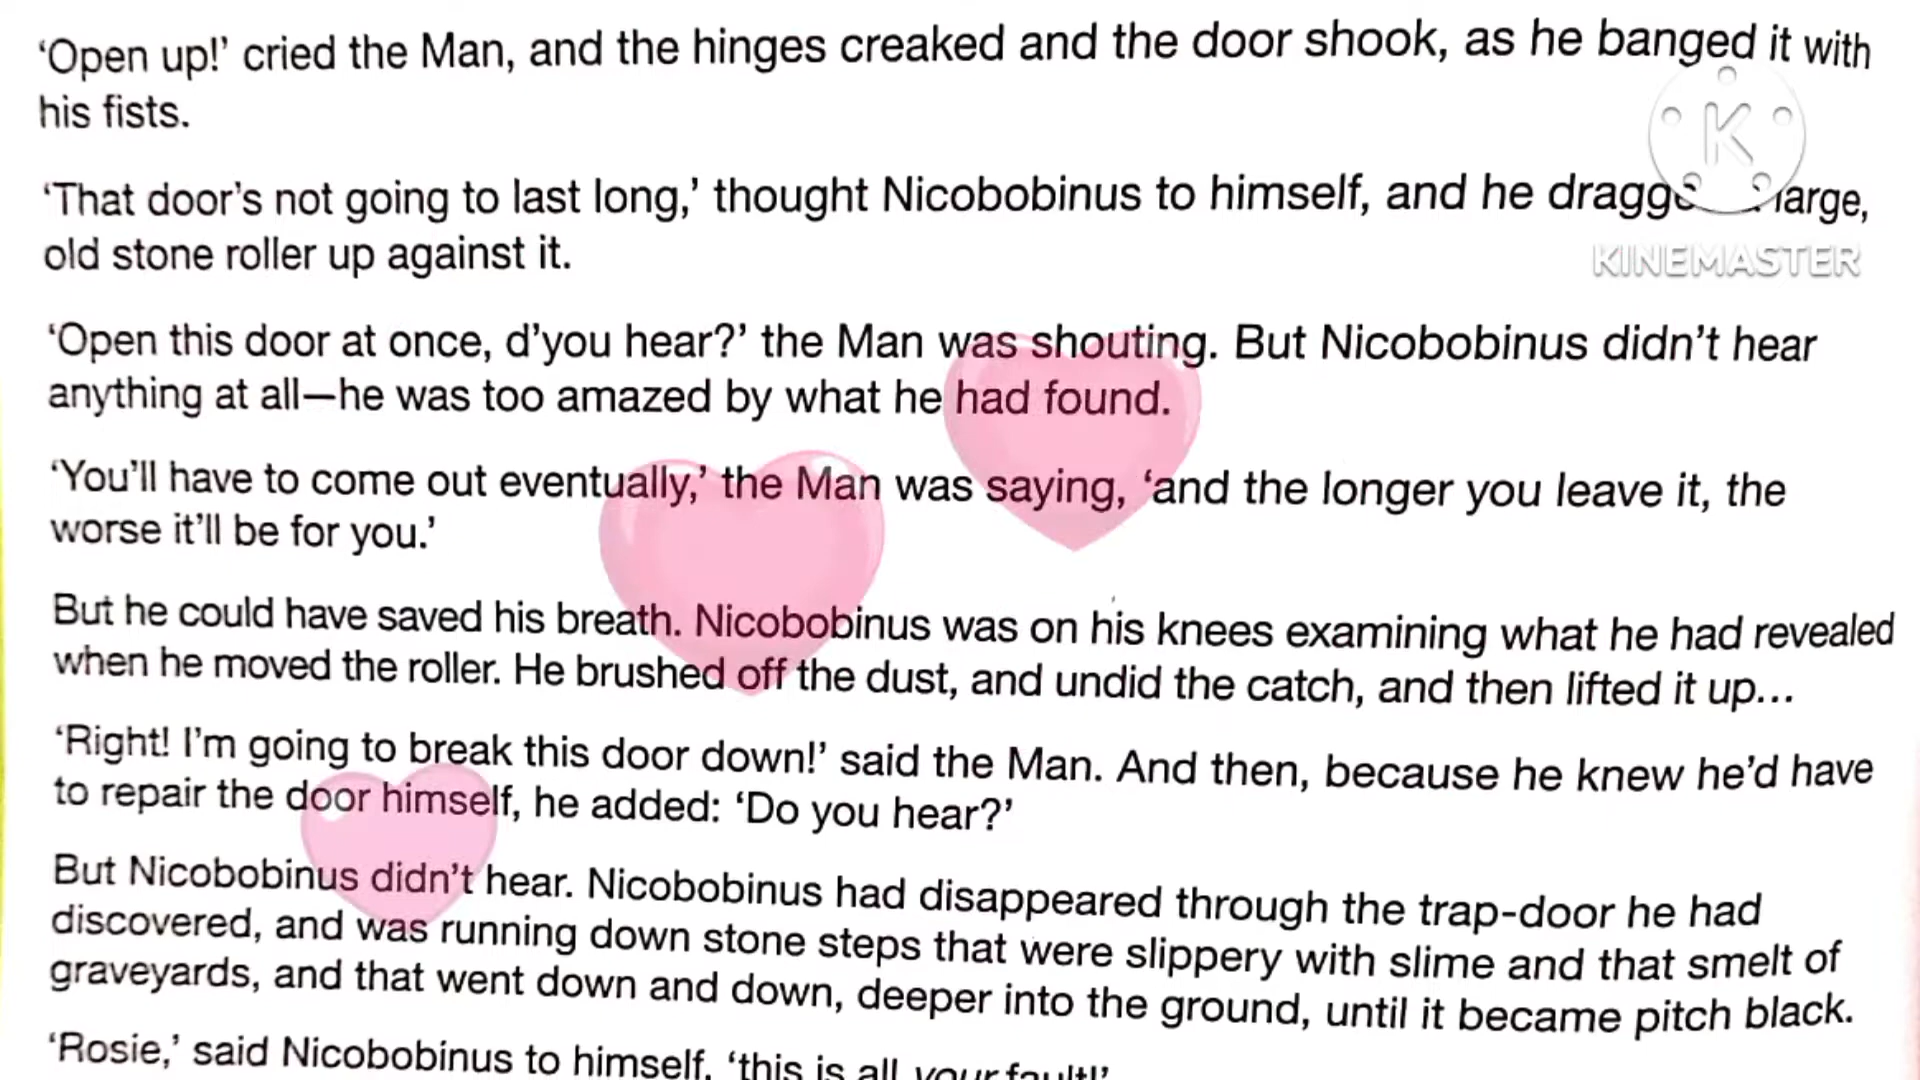 ‘Open up!’ cried the Man, and the hinges creaked and the door shook, as he banged it with
his fists.
‘That door’s not going to last long,’ thought Nicobobinus to himself, and he large,
old stone roller up against it.
K
KINEMASTER
‘Open this door at once, d’you hear?’ the Man was shouting. But Nicobobinus didn’t hear
anything at all—he was too amazed by what he had found.
‘You’ll have to come out eventually,’ the Man was saying, ‘and the longer you leave it, the
worse it’ll be for you.’
But he could have saved his breath. Nicobobinus was on his knees examining what he had revealed
when he moved the roller. He brushed off the dust, and undid the catch, and then lifted it up...
‘Right! I’m going to break this door down!’ said the Man. And then, because he knew he’d have
to repair the door himself, he added: ‘Do you hear?’
But Nicobobinus didn’t hear. Nicobobinus had disappeared through the trap-door he had
discovered, and was running down stone steps that were slippery with slime and that smelt of
graveyards, and that went down and down, deeper into the ground, until it became pitch black.
‘Rosie,’ said Nicobobinus to himself, ‘this is all your fault!’